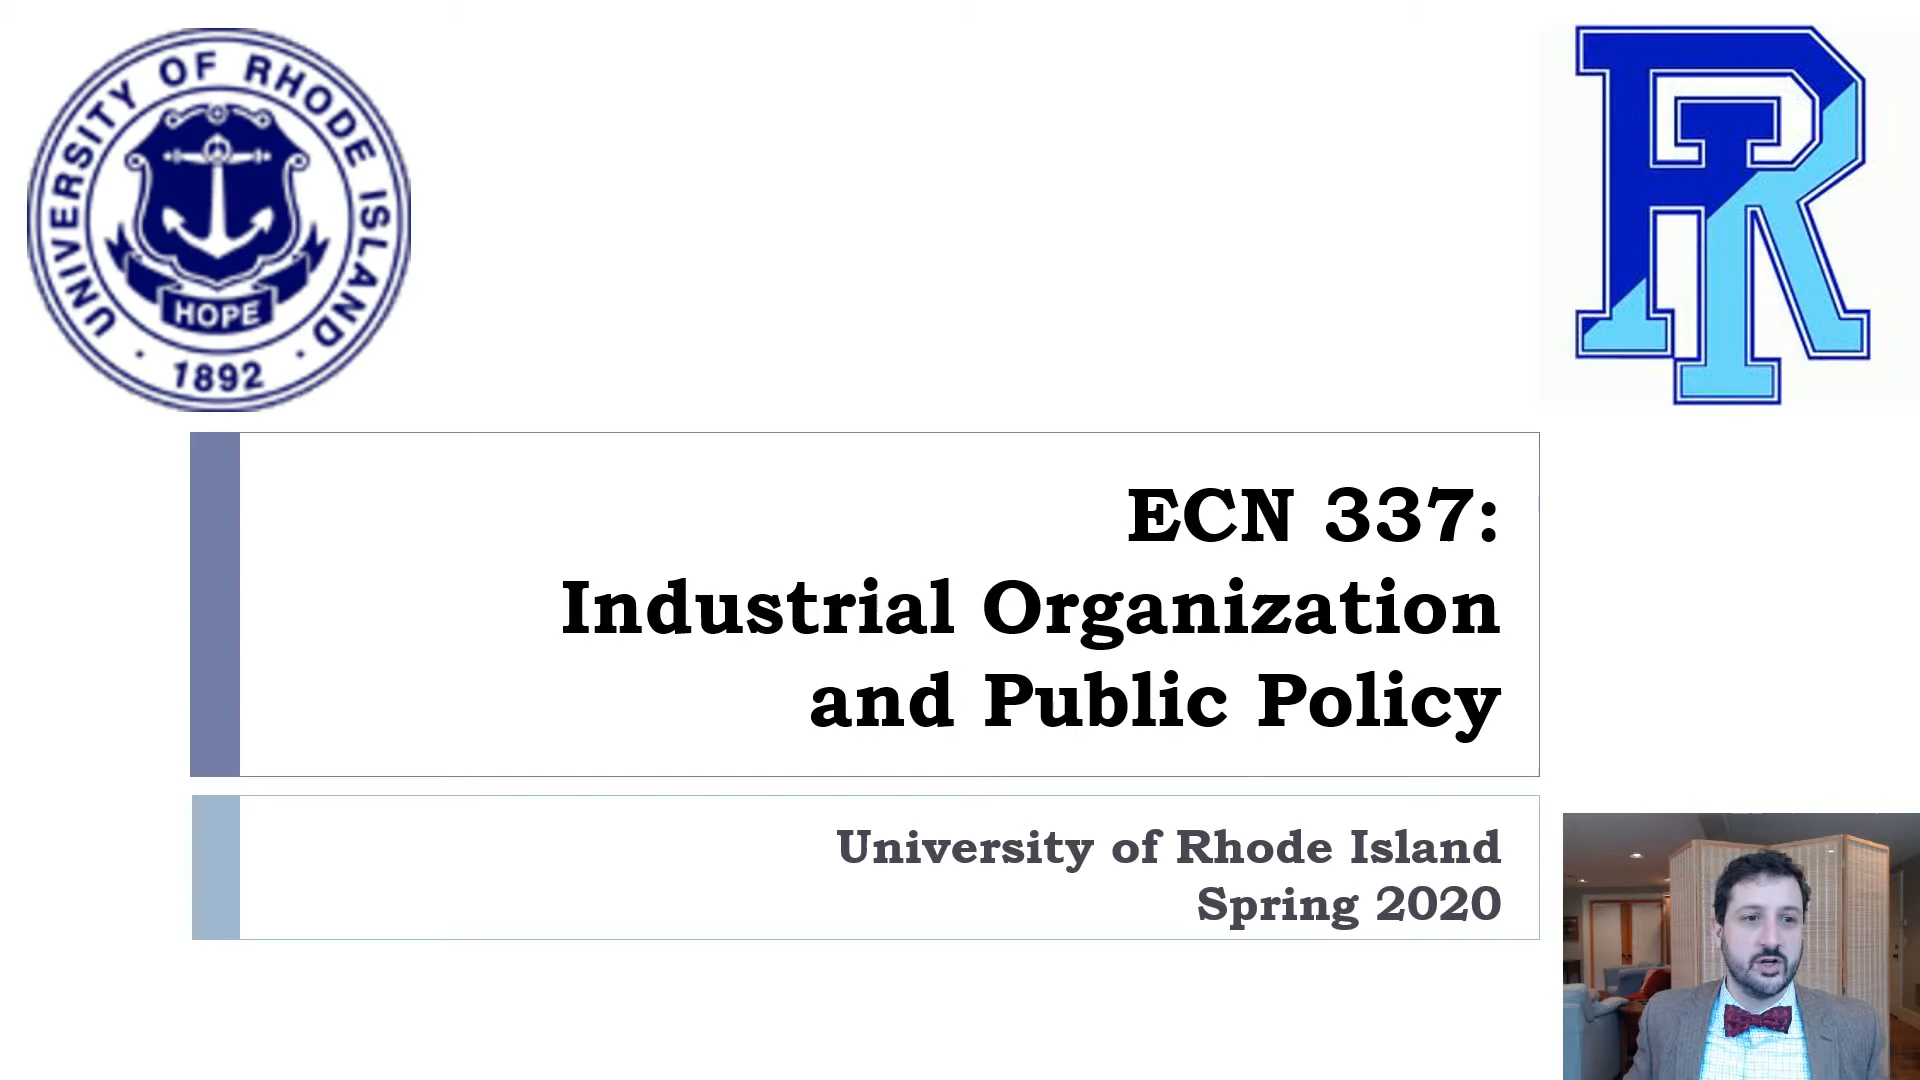 UNIVERSITY OF RHODE ISLAND
HOPE
· 1892 ·
RI
ECN 337:
Industrial Organization
and Public Policy
University of Rhode Island
Spring 2020